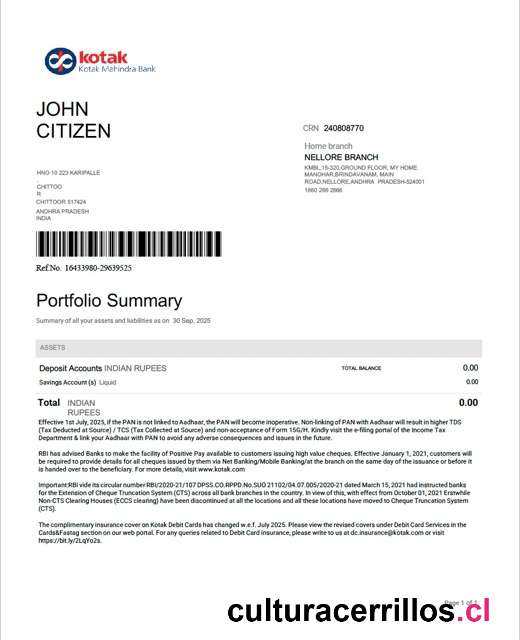 kotak
Kotak Mahindra Bank
JOHN
CITIZEN
CRN 240808770
Home branch
NELLORE BRANCH
KMBL,16-320,GROUND FLOOR, MY HOME
MANOHAR,BRINDAVANAM, MAIN
ROAD,NELLORE,ANDHRA PRADESH-524001
1860 266 2666
HNO 10 223 KARIPALLE
CHITTOO
R
CHITTOOR 517424
ANDHRA PRADESH
INDIA
Ref.No. 16433980-29639525
Portfolio Summary
Summary of all your assets and liabilities as on 30 Sep, 2025
ASSETS
Deposit Accounts INDIAN RUPEES TOTAL BALANCE 0.00
Savings Account (s) Liquid 0.00
Total INDIAN 0.00
RUPEES
Effective 1st July, 2025, if the PAN is not linked to Aadhaar, the PAN will become inoperative. Non-linking of PAN with Aadhaar will result in higher TDS
(Tax Deducted at Source) / TCS (Tax Collected at Source) and non-acceptance of Form 15G/H. Kindly visit the e-filing portal of the Income Tax
Department & link your Aadhaar with PAN to avoid any adverse consequences and issues in the future.
RBI has advised Banks to make the facility of Positive Pay available to customers issuing high value cheques. Effective January 1, 2021, customers will
be required to provide details for all cheques issued by them via Net Banking/Mobile Banking/at the branch on the same day of the issuance or before it
is handed over to the beneficiary. For more details, visit www.kotak.com
Important:RBI vide its circular number RBI/2020-21/107 DPSS.CO.RPPD.No.SUO 21102/04.07.005/2020-21 dated March 15, 2021 had instructed banks
for the Extension of Cheque Truncation System (CTS) across all bank branches in the country. In view of this, with effect from October 01, 2021 Erstwhile
Non-CTS Clearing Houses (ECCS clearing) have been discontinued at all the locations and all these locations have moved to Cheque Truncation System
(CTS).
The complimentary insurance cover on Kotak Debit Cards has changed w.e.f. July 2025. Please view the revised covers under Debit Card Services in the
Cards&Fastag section on our web portal. For any queries related to Debit Card insurance, please write to us at dc.insurance@kotak.com or visit
https://bit.ly/2LqYo2s.
Page 1 of 2
culturacerrillos.cl